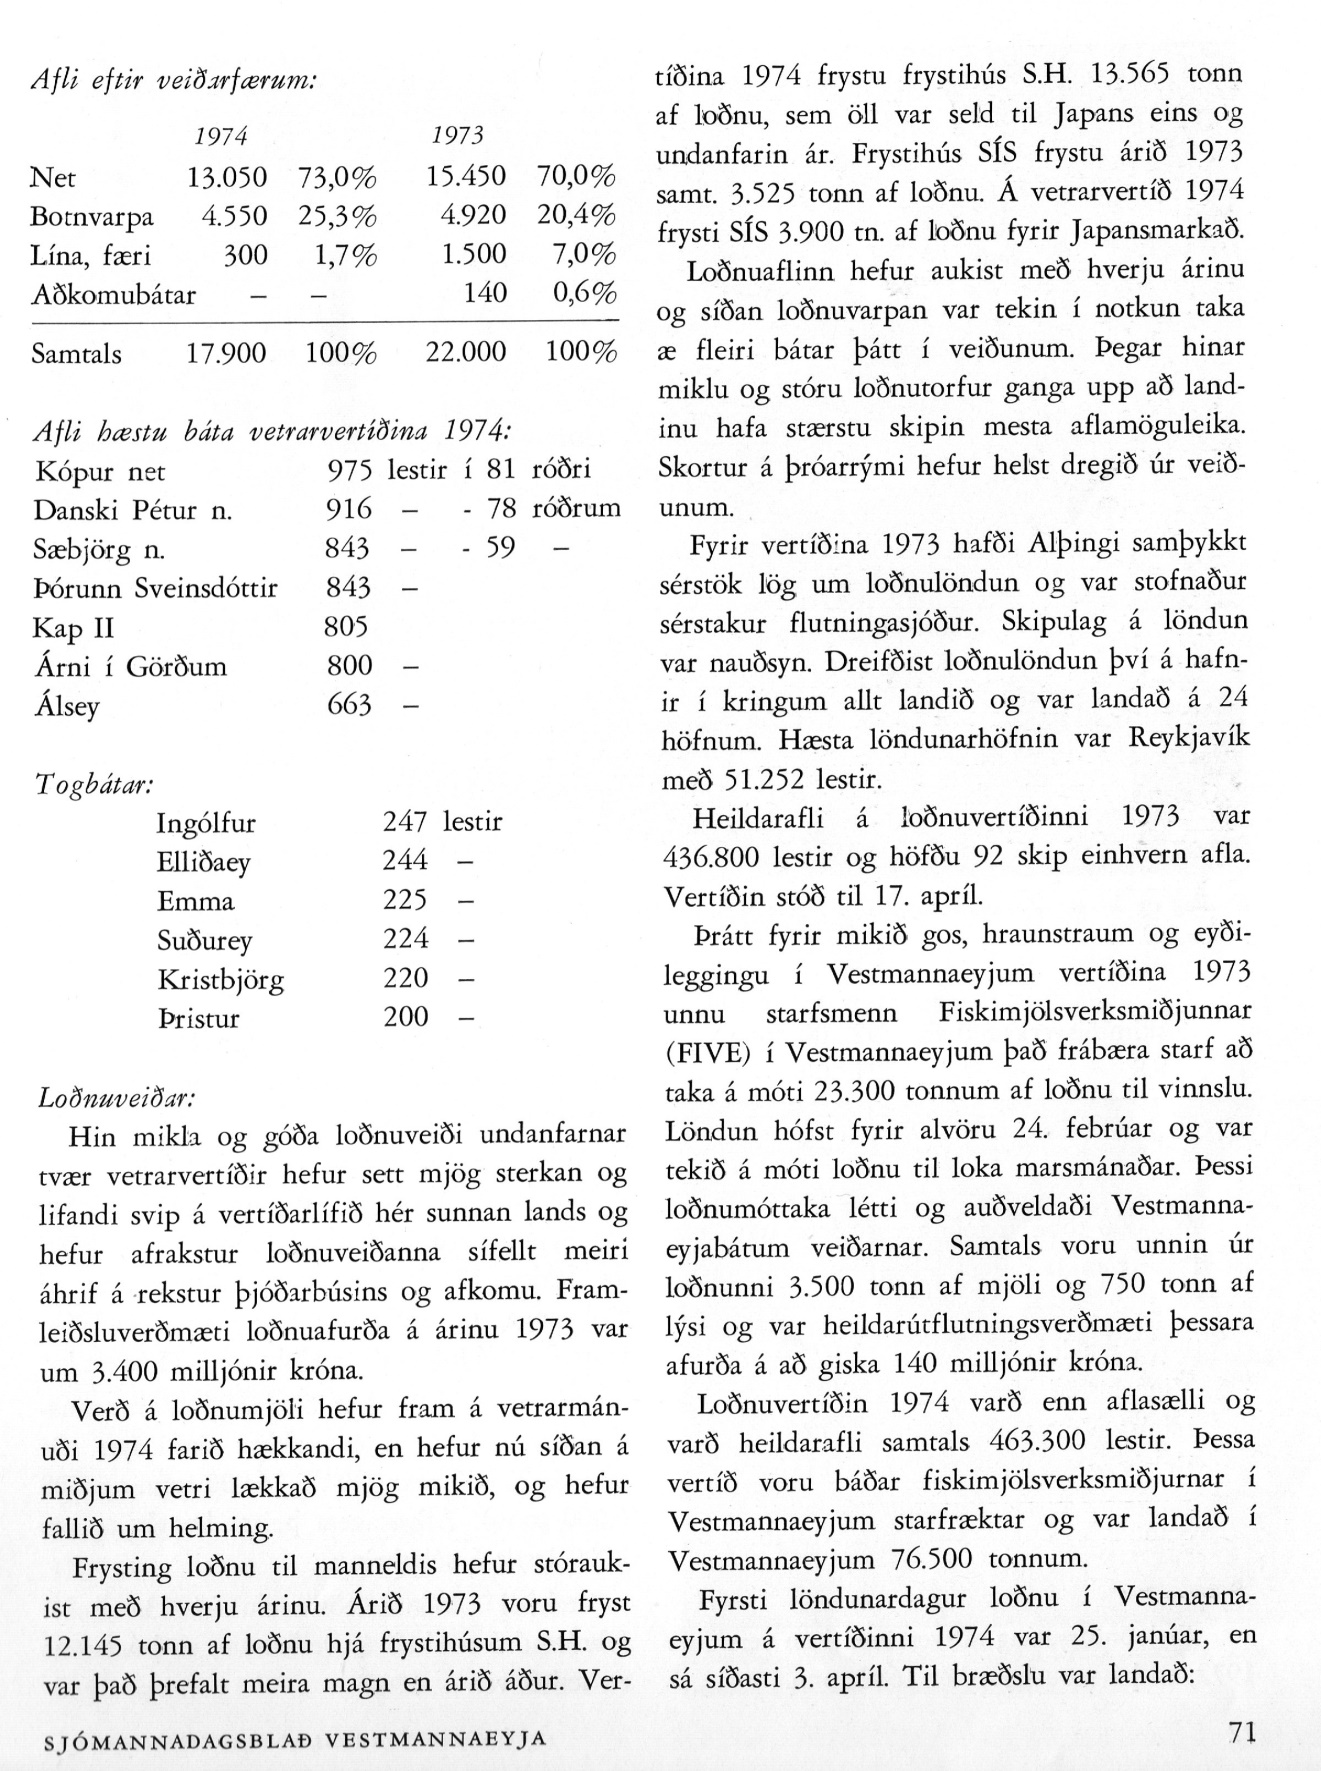 Afli eftir veiðarfærum:
1974 1973
Net 13.050 73,0% 15.450 70,0%
Botnvarpa 4.550 25,3% 4.920 20,4%
Lína, færi 300 1,7% 1.500 7,0%
Aðkomubátar – – 140 0,6%
Samtals 17.900 100% 22.000 100%
Afli hæstu báta vetrarvertíðina 1974:
Kópur net 975 lestir í 81 róðri
Danski Pétur n. 916 – - 78 róðrum
Sæbjörg n. 843 – - 59 –
Þórunn Sveinsdóttir 843 –
Kap II 805
Árni í Görðum 800 –
Álsey 663 –
Togbátar:
Ingólfur 247 lestir
Elliðaey 244 –
Emma 225 –
Suðurey 224 –
Kristbjörg 220 –
Þristur 200 –
Loðnuveiðar:
Hin mikla og góða loðnuveiði undanfarnar
tvær vetrarvertíðir hefur sett mjög sterkan og
lifandi svip á vertíðarlífið hér sunnan lands og
hefur afrakstur loðnuveiðanna sífellt meiri
áhrif á rekstur þjóðarbúsins og afkomu. Fram-
leiðsluverðmæti loðnuafurða á árinu 1973 var
um 3.400 milljónir króna.
Verð á loðnumjöli hefur fram á vetrarmán-
uði 1974 farið hækkandi, en hefur nú síðan á
miðjum vetri lækkað mjög mikið, og hefur
fallið um helming.
Frysting loðnu til manneldis hefur stórauk-
ist með hverju árinu. Árið 1973 voru fryst
12.145 tonn af loðnu hjá frystihúsum S.H. og
var það þrefalt meira magn en árið áður. Ver-
tíðina 1974 frystu frystihús S.H. 13.565 tonn
af loðnu, sem öll var seld til Japans eins og
undanfarin ár. Frystihús SÍS frystu árið 1973
samt. 3.525 tonn af loðnu. Á vetrarvertíð 1974
frysti SÍS 3.900 tn. af loðnu fyrir Japansmarkað.
Loðnuaflinn hefur aukist með hverju árinu
og síðan loðnuvarpan var tekin í notkun taka
æ fleiri bátar þátt í veiðunum. Þegar hinar
miklu og stóru loðnutorfur ganga upp að land-
inu hafa stærstu skipin mesta aflamöguleika.
Skortur á þróarrými hefur helst dregið úr veið-
unum.
Fyrir vertíðina 1973 hafði Alþingi samþykkt
sérstök lög um loðnulöndun og var stofnaður
sérstakur flutningasjóður. Skipulag á löndun
var nauðsyn. Dreifðist loðnulöndun því á hafn-
ir í kringum allt landið og var landað á 24
höfnum. Hæsta löndunarhöfnin var Reykjavík
með 51.252 lestir.
Heildarafli á loðnuvertíðinni 1973 var
436.800 lestir og höfðu 92 skip einhvern afla.
Vertíðin stóð til 17. apríl.
Þrátt fyrir mikið gos, hraunstraum og eyði-
leggingu í Vestmannaeyjum vertíðina 1973
unnu starfsmenn Fiskimjölsverksmiðjunnar
(FIVE) í Vestmannaeyjum það frábæra starf að
taka á móti 23.300 tonnum af loðnu til vinnslu.
Löndun hófst fyrir alvöru 24. febrúar og var
tekið á móti loðnu til loka marsmánaðar. Þessi
loðnumóttaka létti og auðveldaði Vestmanna-
eyjabátum veiðarnar. Samtals voru unnin úr
loðnunni 3.500 tonn af mjöli og 750 tonn af
lýsi og var heildarútflutningsverðmæti þessara
afurða á að giska 140 milljónir króna.
Loðnuvertíðin 1974 varð enn aflasælli og
varð heildarafli samtals 463.300 lestir. Þessa
vertíð voru báðar fiskimjölsverksmiðjurnar í
Vestmannaeyjum starfræktar og var landað í
Vestmannaeyjum 76.500 tonnum.
Fyrsti löndunardagur loðnu í Vestmanna-
eyjum á vertíðinni 1974 var 25. janúar, en
sá síðasti 3. apríl. Til bræðslu var landað:
SJÓMANNADAGSBLAÐ VESTMANNAEYJA 71